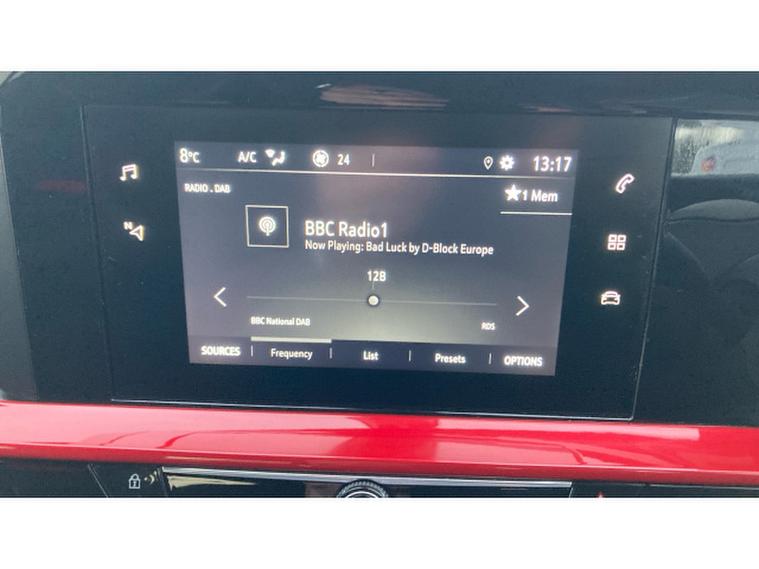 8°C A/C 24 13:17
RADIO . DAB
1 Mem
BBC Radio1
Now Playing: Bad Luck by D-Block Europe
12B
BBC National DAB RDS
SOURCES Frequency List Presets OPTIONS
N